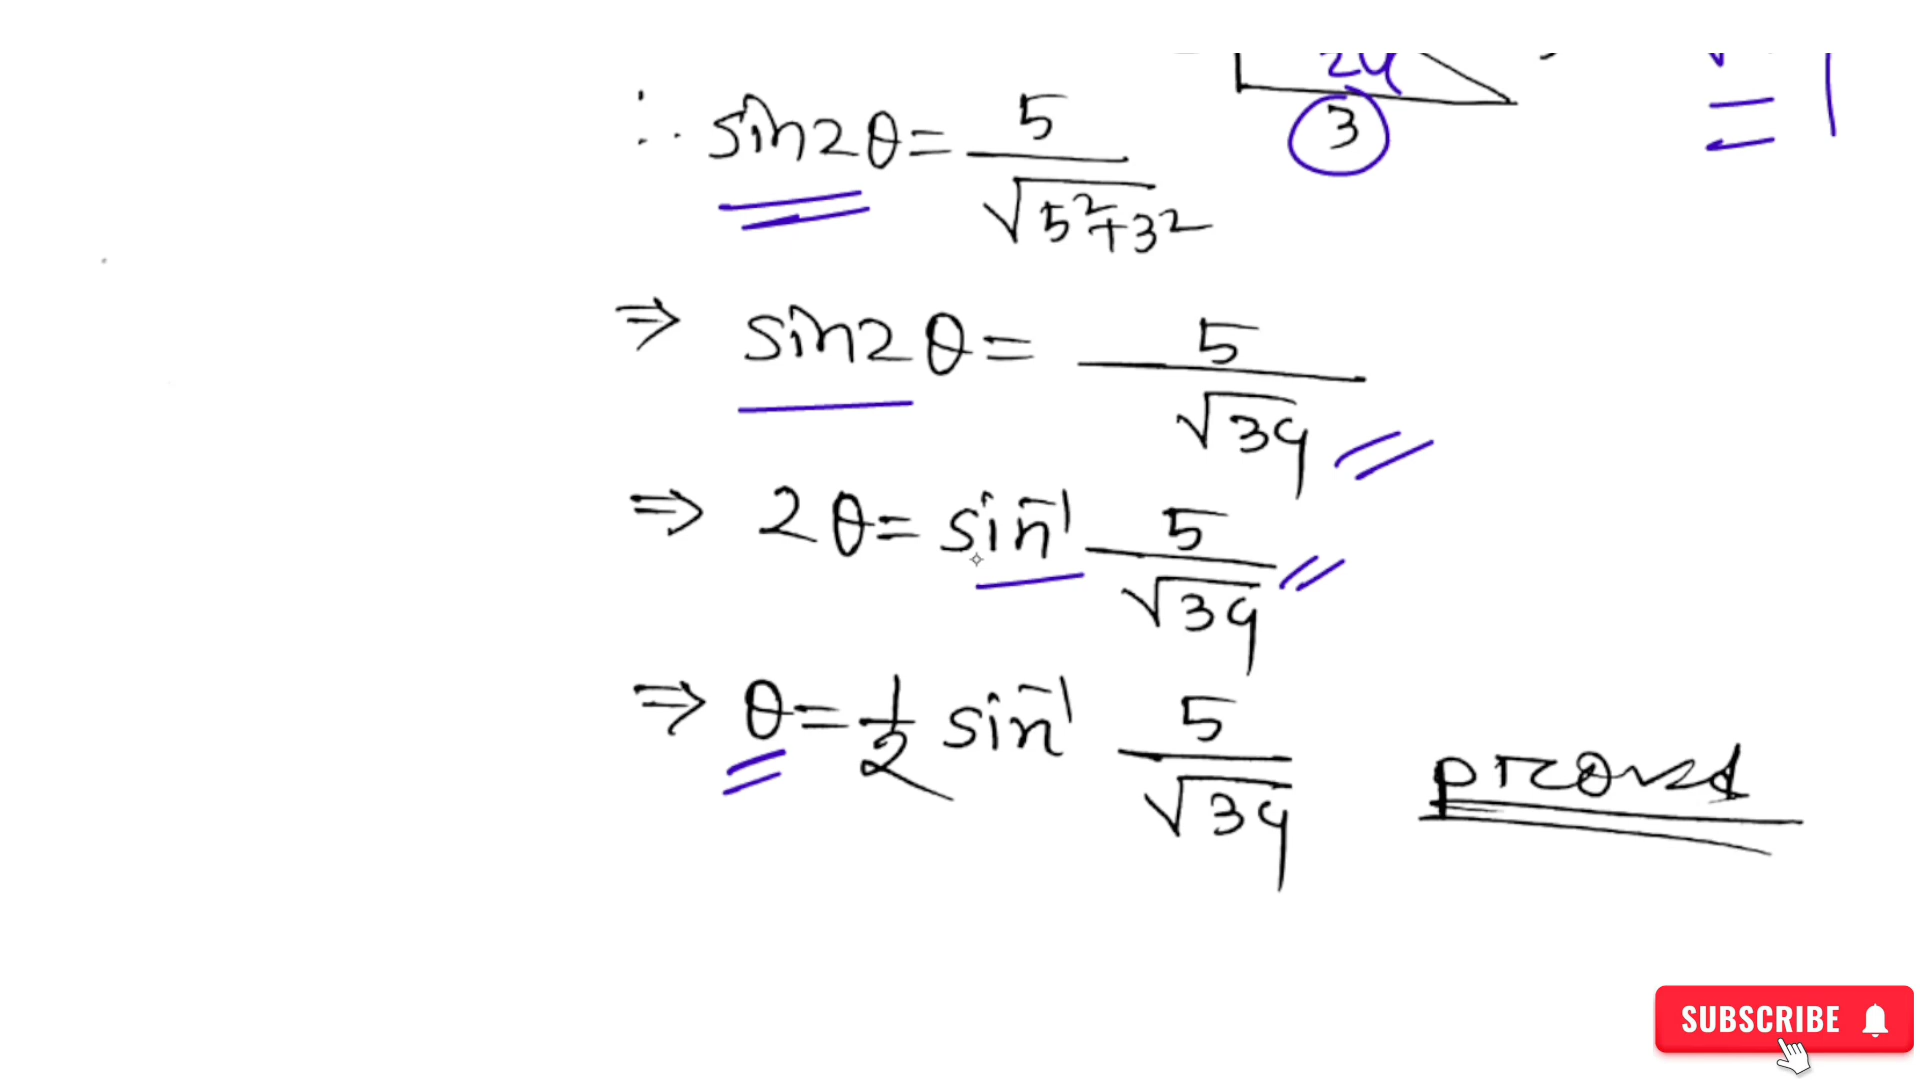 24
3
∴ sin2θ = 5/√5²+3²
⇒ sin2θ = 5/√34
⇒ 2θ = sin⁻¹ 5/√34
⇒ θ = 1/2 sin⁻¹ 5/√34
proved
SUBSCRIBE